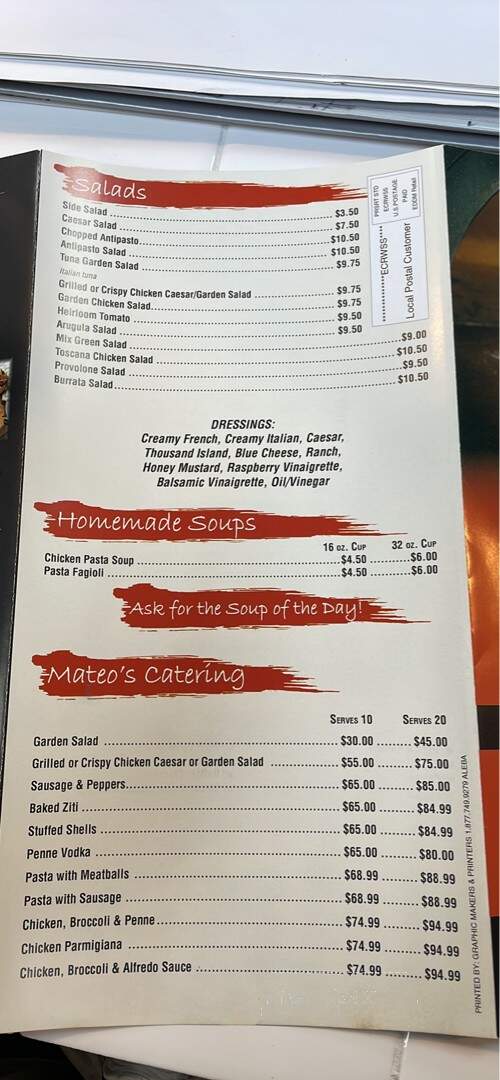 Salads
Side Salad $3.50
Caesar Salad $7.50
Chopped Antipasto $10.50
Antipasto Salad $10.50
Tuna Garden Salad $9.75
Italian tuna
Grilled or Crispy Chicken Caesar/Garden Salad $9.75
Garden Chicken Salad $9.75
Heirloom Tomato $9.50
Arugula Salad $9.50
Mix Green Salad $9.00
Toscana Chicken Salad $10.50
Provolone Salad $9.50
Burrata Salad $10.50
PRSRT STD
ECRWSS
U.S. POSTAGE
PAID
EDDM Retail
**************ECRWSS****
Local Postal Customer
DRESSINGS:
Creamy French, Creamy Italian, Caesar,
Thousand Island, Blue Cheese, Ranch,
Honey Mustard, Raspberry Vinaigrette,
Balsamic Vinaigrette, Oil/Vinegar
Homemade Soups
16 oz. Cup 32 oz. Cup
Chicken Pasta Soup $4.50 $6.00
Pasta Fagioli $4.50 $6.00
Ask for the Soup of the Day!
Mateo's Catering
Serves 10 Serves 20
Garden Salad $30.00 $45.00
Grilled or Crispy Chicken Caesar or Garden Salad $55.00 $75.00
Sausage & Peppers $65.00 $85.00
Baked Ziti $65.00 $84.99
Stuffed Shells $65.00 $84.99
Penne Vodka $65.00 $80.00
Pasta with Meatballs $68.99 $88.99
Pasta with Sausage $68.99 $88.99
Chicken, Broccoli & Penne $74.99 $94.99
Chicken Parmigiana $74.99 $94.99
Chicken, Broccoli & Alfredo Sauce $74.99 $94.99
PRINTED BY: GRAPHIC MAKERS & PRINTERS 1.877.749.9279 ALEBA